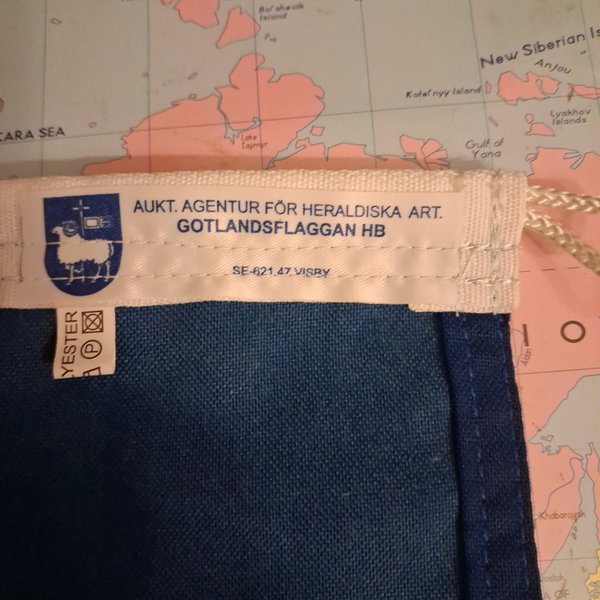 Bol'shevik
Island
New Siberian Is
Anjou
Kotel'nyy Island
Lyakhov
Islands
KARA SEA
Lake
Taymyr
Gulf of
Yana
AUKT. AGENTUR FÖR HERALDISKA ART.
GOTLANDSFLAGGAN HB
SE-621 47 VISBY
YESTER
P
I O
Aldan
Khabarovsk